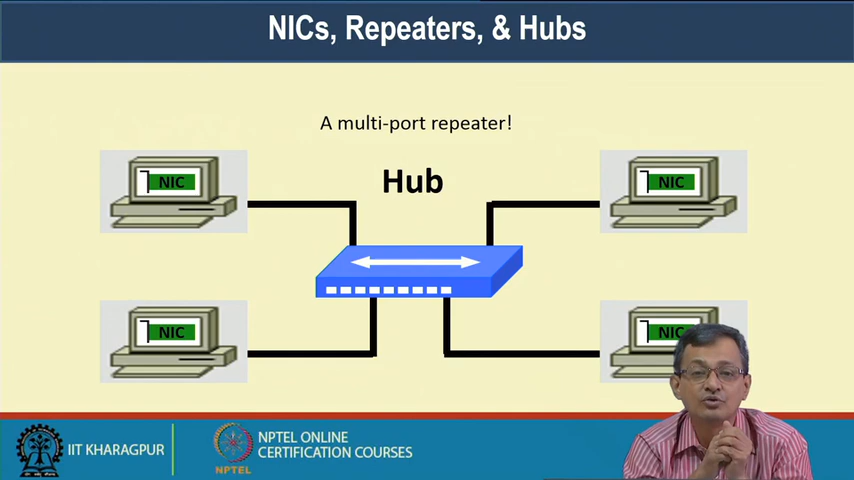 NICs, Repeaters, & Hubs
A multi-port repeater!
Hub
NIC
NIC
NIC
NIC
IIT KHARAGPUR
NPTEL
NPTEL ONLINE
CERTIFICATION COURSES